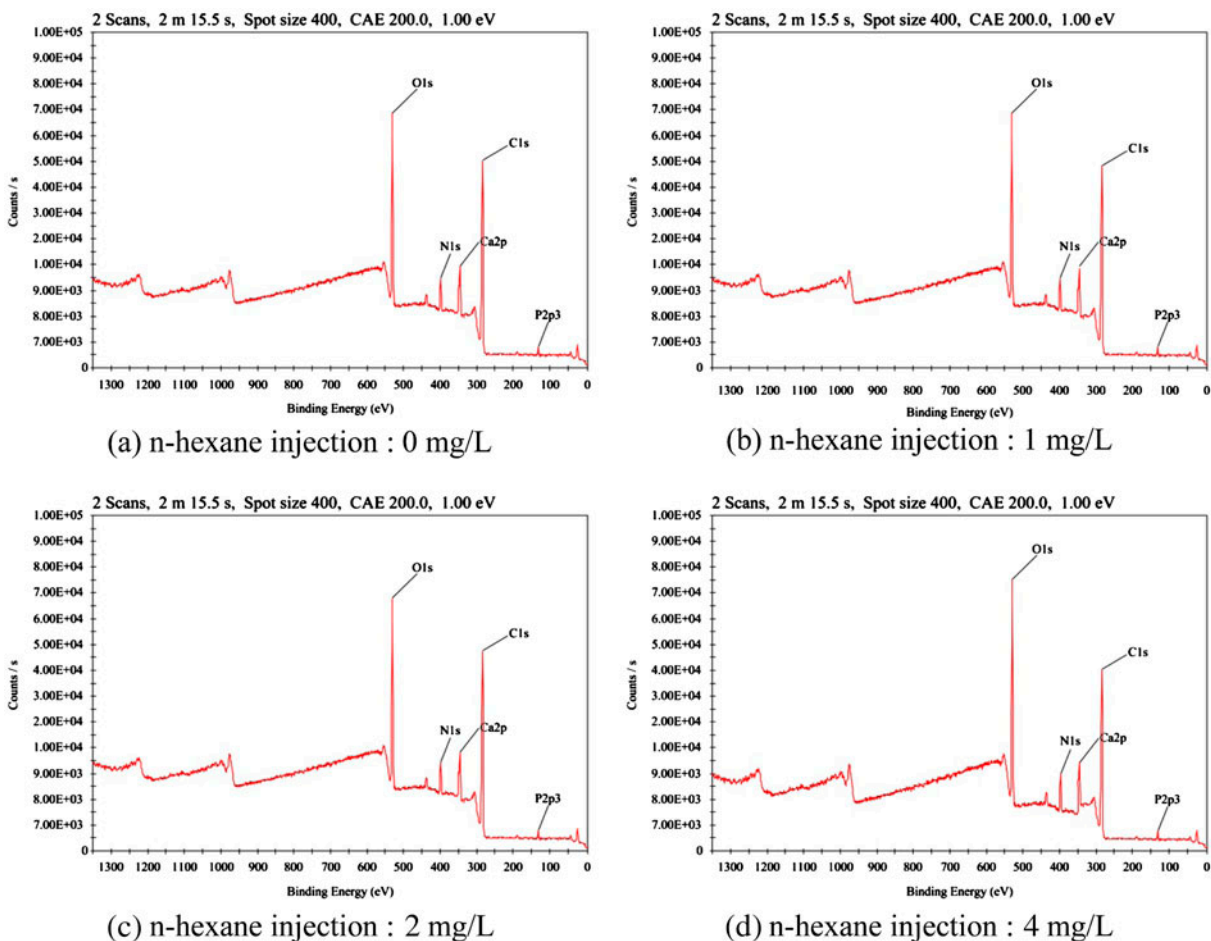 2 Scans, 2 m 15.5 s, Spot size 400, CAE 200.0, 1.00 eV
1.00E+05
9.00E+04
8.00E+04
7.00E+04
6.00E+04
5.00E+04
4.00E+04
3.00E+04
2.00E+04
1.00E+04
9.00E+03
8.00E+03
7.00E+03
0
Counts / s
O1s
C1s
N1s
Ca2p
P2p3
1300 1200 1100 1000 900 800 700 600 500 400 300 200 100 0
Binding Energy (eV)
(a) n-hexane injection : 0 mg/L
2 Scans, 2 m 15.5 s, Spot size 400, CAE 200.0, 1.00 eV
1.00E+05
9.00E+04
8.00E+04
7.00E+04
6.00E+04
5.00E+04
4.00E+04
3.00E+04
2.00E+04
1.00E+04
9.00E+03
8.00E+03
7.00E+03
0
Counts / s
O1s
C1s
N1s
Ca2p
P2p3
1300 1200 1100 1000 900 800 700 600 500 400 300 200 100 0
Binding Energy (eV)
(b) n-hexane injection : 1 mg/L
2 Scans, 2 m 15.5 s, Spot size 400, CAE 200.0, 1.00 eV
1.00E+05
9.00E+04
8.00E+04
7.00E+04
6.00E+04
5.00E+04
4.00E+04
3.00E+04
2.00E+04
1.00E+04
9.00E+03
8.00E+03
7.00E+03
0
Counts / s
O1s
C1s
N1s
Ca2p
P2p3
1300 1200 1100 1000 900 800 700 600 500 400 300 200 100 0
Binding Energy (eV)
(c) n-hexane injection : 2 mg/L
2 Scans, 2 m 15.5 s, Spot size 400, CAE 200.0, 1.00 eV
1.00E+05
9.00E+04
8.00E+04
7.00E+04
6.00E+04
5.00E+04
4.00E+04
3.00E+04
2.00E+04
1.00E+04
9.00E+03
8.00E+03
7.00E+03
0
Counts / s
O1s
C1s
N1s
Ca2p
P2p3
1300 1200 1100 1000 900 800 700 600 500 400 300 200 100 0
Binding Energy (eV)
(d) n-hexane injection : 4 mg/L